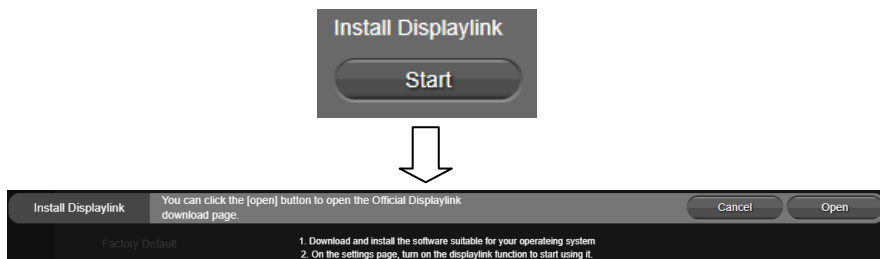 Install Displaylink
Start
Install Displaylink
You can click the [open] button to open the Official Displaylink
download page.
Cancel
Open
Factory Default
1. Download and install the software suitable for your operateing system
2. On the settings page, turn on the displaylink function to start using it.